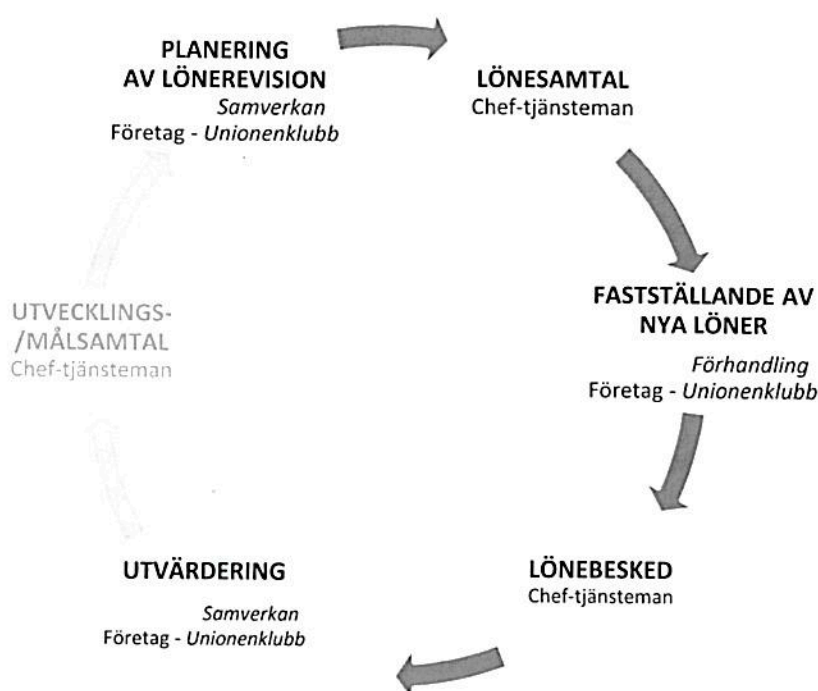 PLANERING
AV LÖNEREVISION
Samverkan
Företag - Unionenklubb
LÖNESAMTAL
Chef-tjänsteman
FASTSTÄLLANDE AV
NYA LÖNER
Förhandling
Företag - Unionenklubb
LÖNEBESKED
Chef-tjänsteman
UTVÄRDERING
Samverkan
Företag - Unionenklubb
UTVECKLINGS-
/MÅLSAMTAL
Chef-tjänsteman